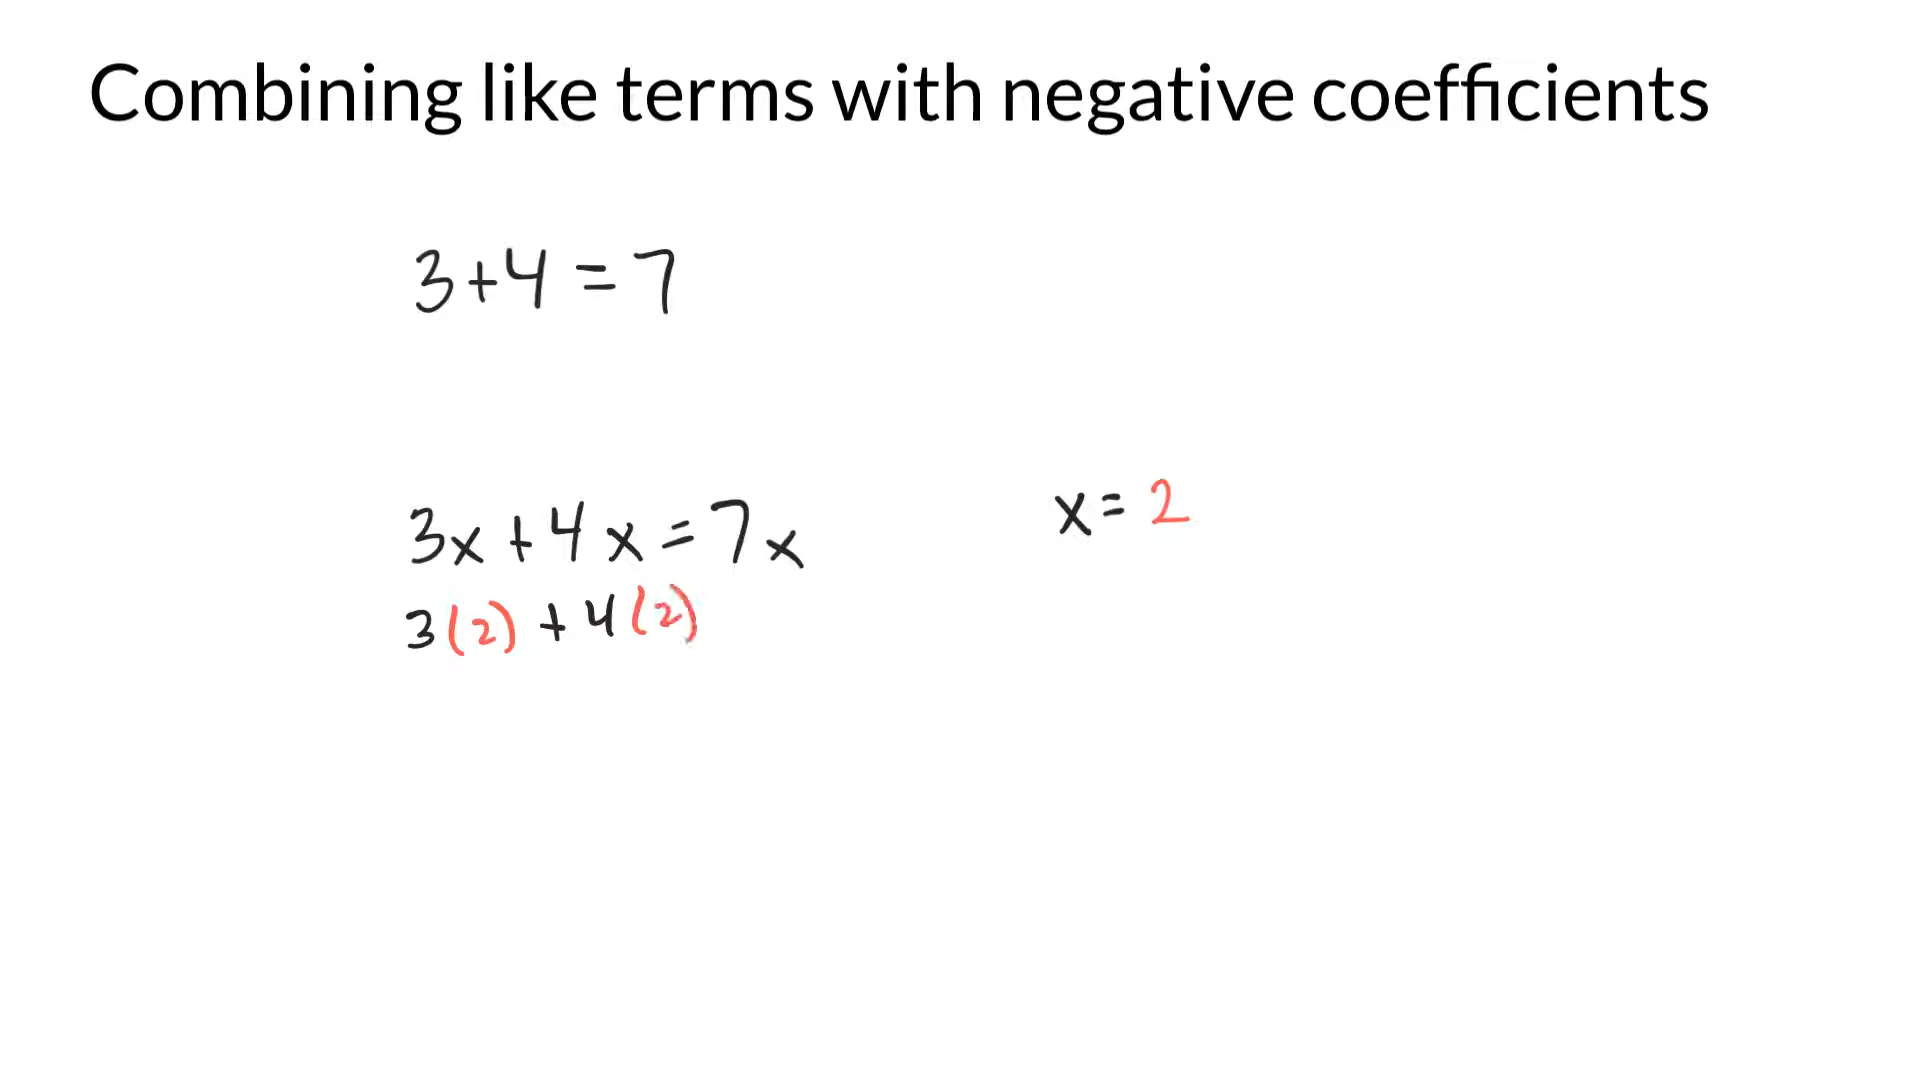 Combining like terms with negative coefficients
3+4 = 7
3x + 4x = 7x
x = 2
3(2) + 4(2)